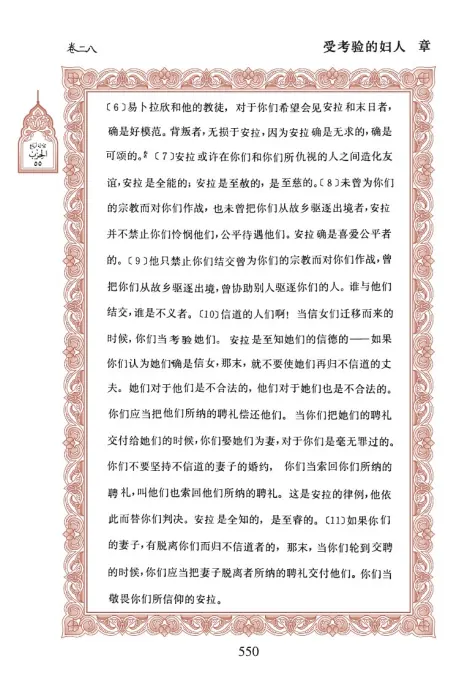 卷二八
受考验的妇人 章
الحزب
٥٥
〔6〕易卜拉欣和他的教徒，对于你们希望会见安拉和末日者，
确是好模范。背叛者，无损于安拉，因为安拉确是无求的，确是
可颂的。〔7〕安拉或许在你们和你们所仇视的人之间造化友
谊，安拉是全能的；安拉是至赦的，是至慈的。〔8〕未曾为你们
的宗教而对你们作战，也未曾把你们从故乡驱逐出境者，安拉
并不禁止你们怜悯他们，公平待遇他们。安拉确是喜爱公平者
的。〔9〕他只禁止你们结交曾为你们的宗教而对你们作战，曾
把你们从故乡驱逐出境，曾协助别人驱逐你们的人。谁与他们
结交，谁是不义者。〔10〕信道的人们啊！当信女们迁移而来的
时候，你们当考验她们。安拉是至知她们的信德的——如果
你们认为她们确是信女，那末，就不要使她们再归不信道的丈
夫。她们对于他们是不合法的，他们对于她们也是不合法的。
你们应当把他们所纳的聘礼偿还他们。当你们把她们的聘礼
交付给她们的时候，你们娶她们为妻，对于你们是毫无罪过的。
你们不要坚持不信道的妻子的婚约， 你们当索回你们所纳的
聘礼，叫他们也索回他们所纳的聘礼。这是安拉的律例，他依
此而替你们判决。安拉是全知的，是至睿的。〔11〕如果你们
的妻子，有脱离你们而归不信道者的，那末，当你们轮到交聘
的时候，你们应当把妻子脱离者所纳的聘礼交付他们。你们当
敬畏你们所信仰的安拉。
550